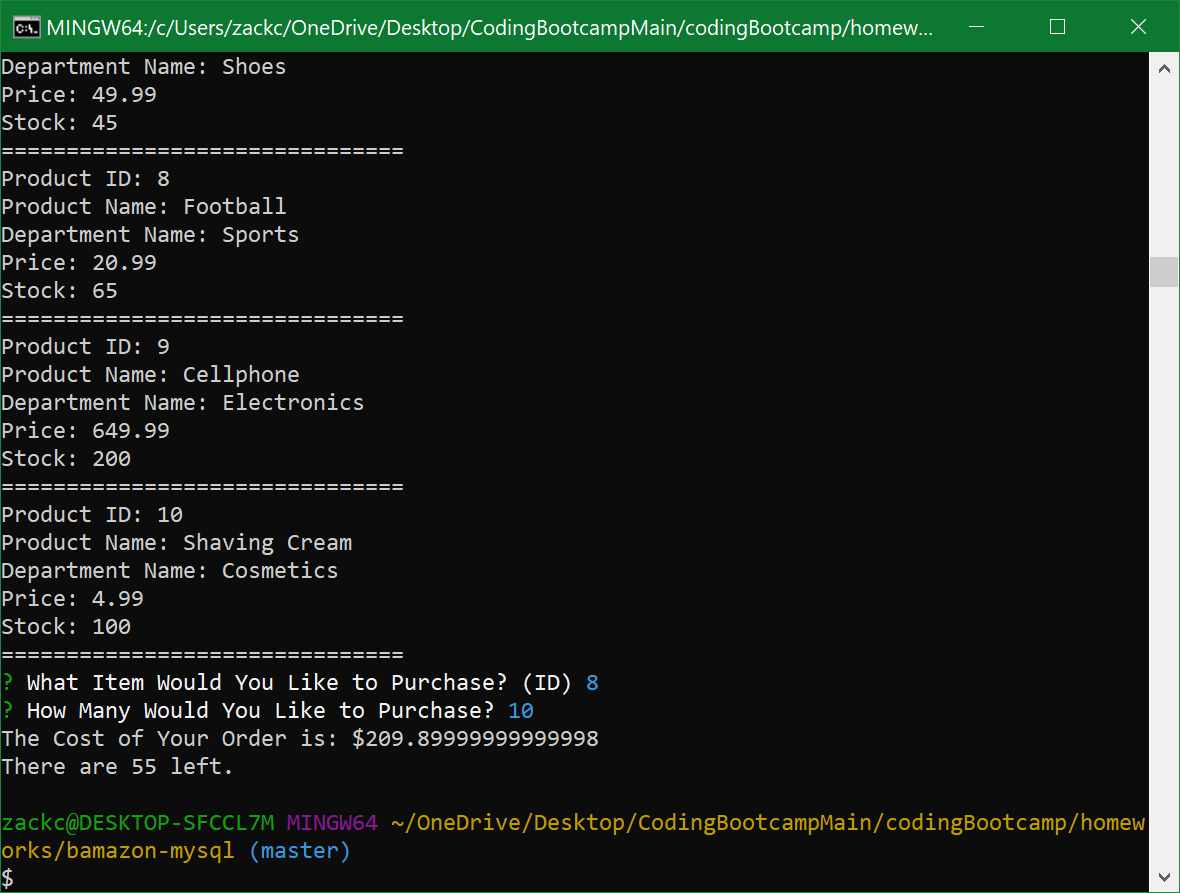 MINGW64:/c/Users/zackc/OneDrive/Desktop/CodingBootcampMain/codingBootcamp/homew...
Department Name: Shoes
Price: 49.99
Stock: 45
===============================
Product ID: 8
Product Name: Football
Department Name: Sports
Price: 20.99
Stock: 65
===============================
Product ID: 9
Product Name: Cellphone
Department Name: Electronics
Price: 649.99
Stock: 200
===============================
Product ID: 10
Product Name: Shaving Cream
Department Name: Cosmetics
Price: 4.99
Stock: 100
===============================
? What Item Would You Like to Purchase? (ID) 8
? How Many Would You Like to Purchase? 10
The Cost of Your Order is: $209.89999999999998
There are 55 left.
zackc@DESKTOP-SFCCL7M MINGW64 ~/OneDrive/Desktop/CodingBootcampMain/codingBootcamp/homew
orks/bamazon-mysql (master)
$